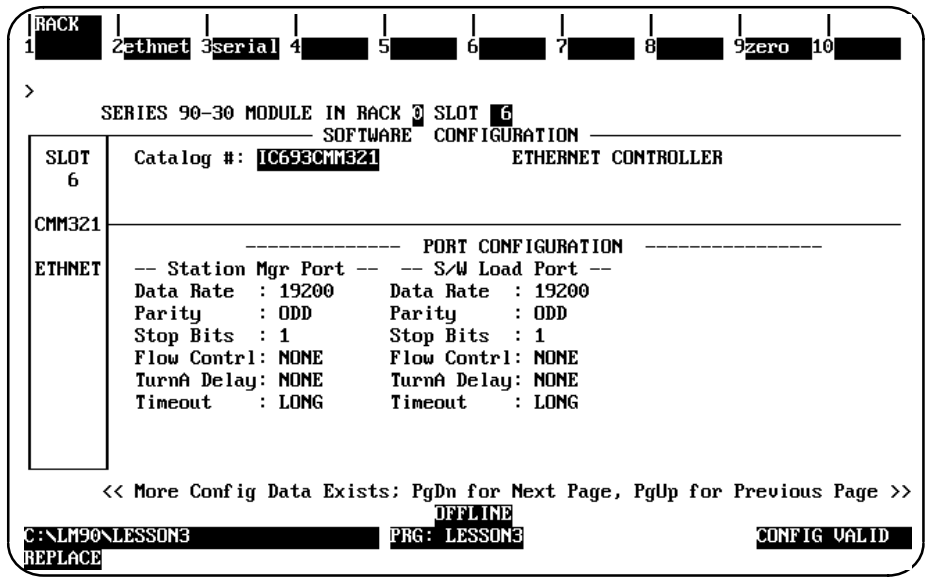 RACK
1 2ethnet 3serial 4 5 6 7 8 9zero 10
>
SERIES 90-30 MODULE IN RACK 0 SLOT 6
SOFTWARE CONFIGURATION
SLOT Catalog #: IC693CMM321 ETHERNET CONTROLLER
6
CMM321
-------------- PORT CONFIGURATION ----------------
ETHNET -- Station Mgr Port -- -- S/W Load Port --
Data Rate : 19200 Data Rate : 19200
Parity : ODD Parity : ODD
Stop Bits : 1 Stop Bits : 1
Flow Contrl: NONE Flow Contrl: NONE
TurnA Delay: NONE TurnA Delay: NONE
Timeout : LONG Timeout : LONG
<< More Config Data Exists; PgDn for Next Page, PgUp for Previous Page >>
OFFLINE
C:\LM90\LESSON3 PRG: LESSON3 CONFIG VALID
REPLACE